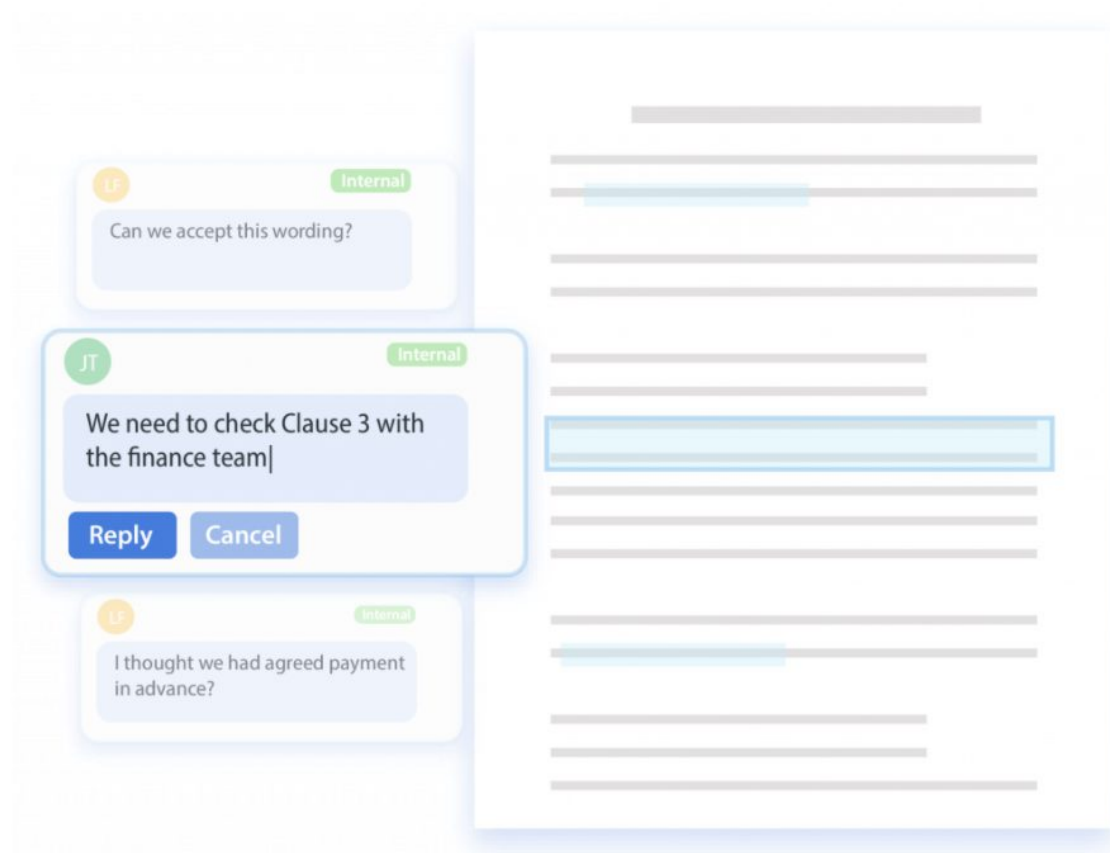 LF
Internal
Can we accept this wording?
JT
Internal
We need to check Clause 3 with
the finance team
Reply
Cancel
LF
Internal
I thought we had agreed payment
in advance?